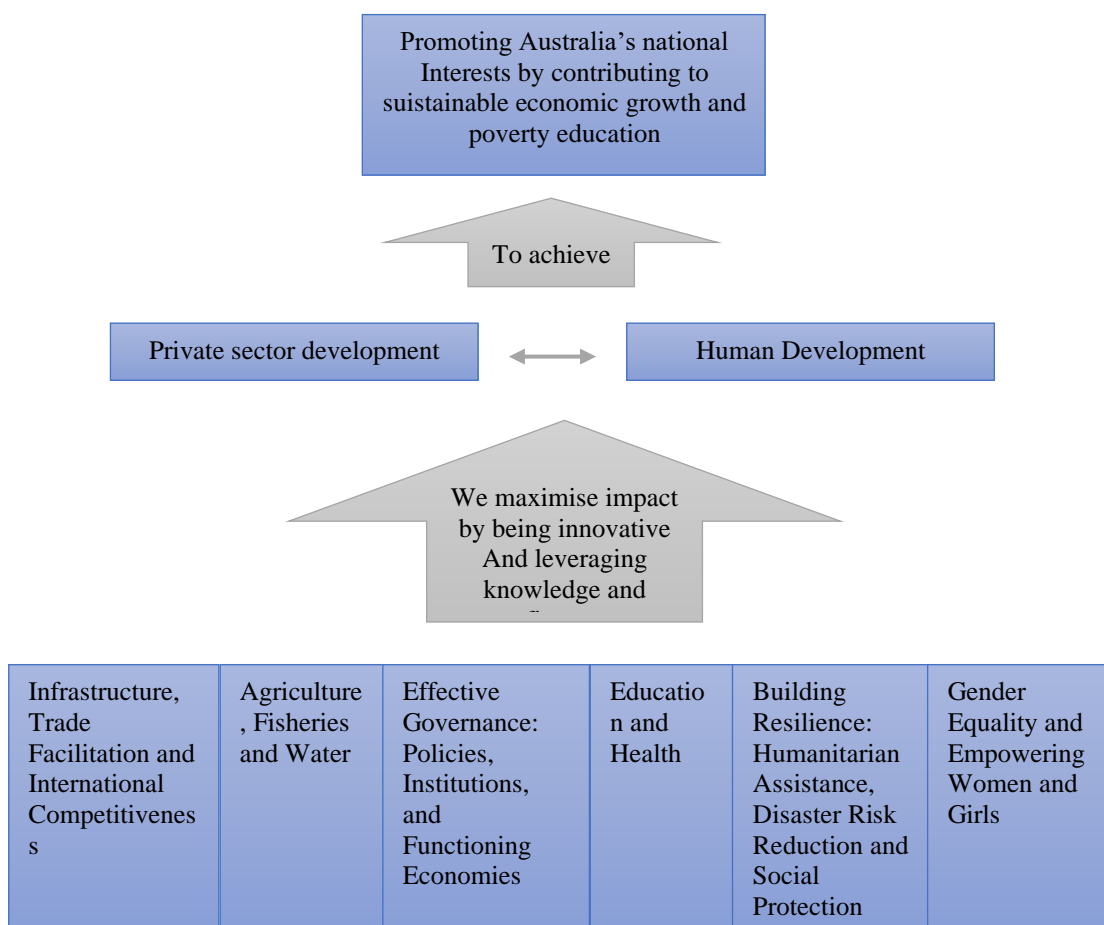 Promoting Australia’s national
Interests by contributing to
suistainable economic growth and
poverty education
To achieve
Private sector development
Human Development
We maximise impact
by being innovative
And leveraging
knowledge and
Infrastructure,
Trade
Facilitation and
International
Competitivenes
s
Agriculture
, Fisheries
and Water
Effective
Governance:
Policies,
Institutions,
and
Functioning
Economies
Educatio
n and
Health
Building
Resilience:
Humanitarian
Assistance,
Disaster Risk
Reduction and
Social
Protection
Gender
Equality and
Empowering
Women and
Girls